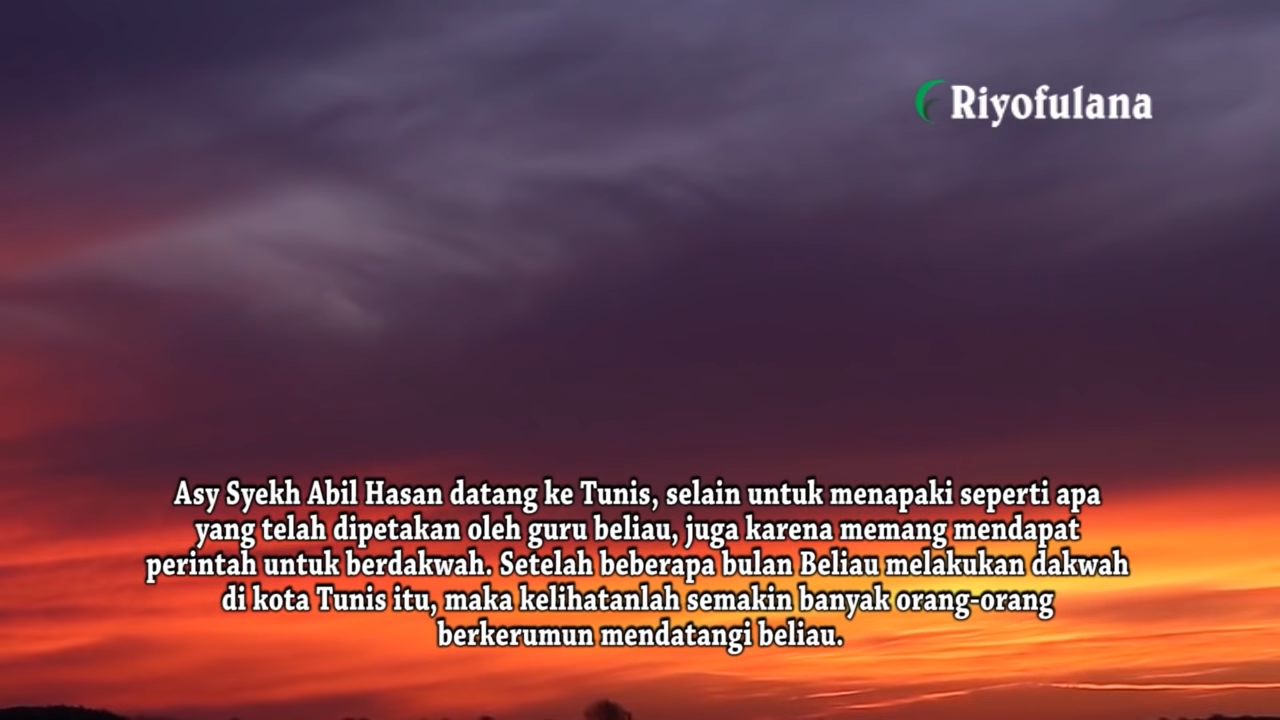 Riyofulana
Asy Syekh Abil Hasan datang ke Tunis, selain untuk menapaki seperti apa
yang telah dipetakan oleh guru beliau, juga karena memang mendapat
perintah untuk berdakwah. Setelah beberapa bulan Beliau melakukan dakwah
di kota Tunis itu, maka kelihatanlah semakin banyak orang-orang
berkerumun mendatangi beliau.